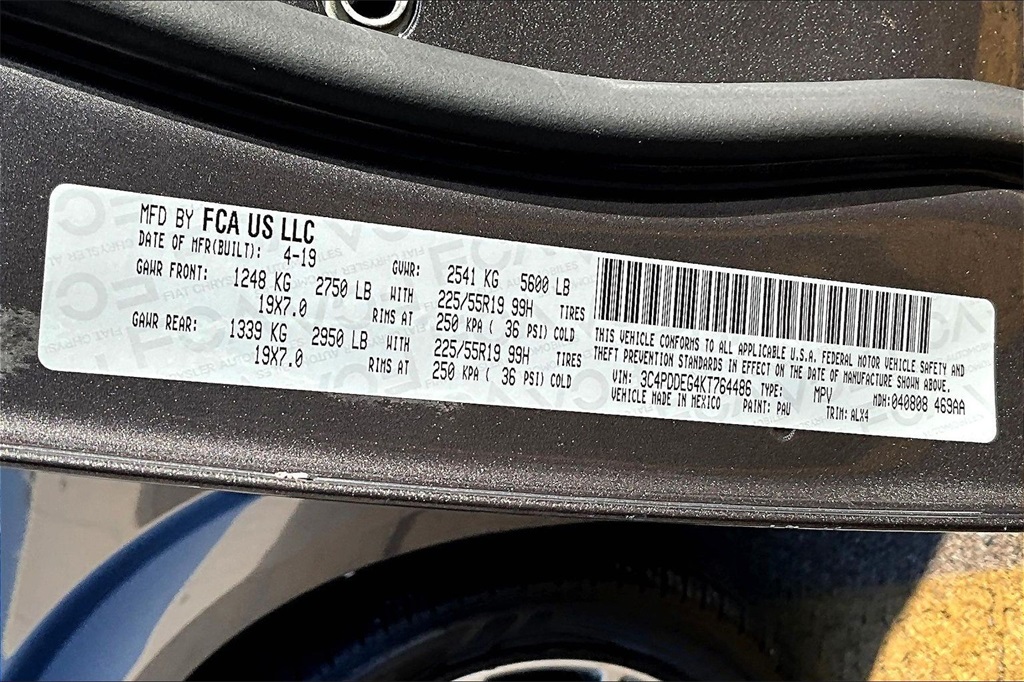 MFD BY FCA US LLC
DATE OF MFR(BUILT): 4-19
GVWR: 2541 KG 5600 LB
GAWR FRONT: 1248 KG 2750 LB WITH 225/55R19 99H TIRES
19X7.0 RIMS AT 250 KPA ( 36 PSI) COLD
GAWR REAR: 1339 KG 2950 LB WITH 225/55R19 99H TIRES
19X7.0 RIMS AT 250 KPA ( 36 PSI) COLD
THIS VEHICLE CONFORMS TO ALL APPLICABLE U.S.A. FEDERAL MOTOR VEHICLE SAFETY AND
THEFT PREVENTION STANDARDS IN EFFECT ON THE DATE OF MANUFACTURE SHOWN ABOVE.
VIN: 3C4PDDEG4KT764486 TYPE: MPV MDH:040808 469AA
VEHICLE MADE IN MEXICO PAINT: PAU TRIM: ALX4